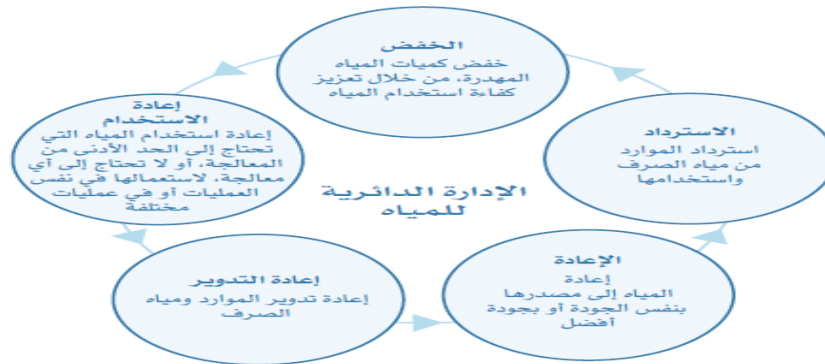 الخفض
خفض كميات المياه
المهدرة، من خلال تعزيز
كفاءة استخدام المياه
إعادة
الاستخدام
إعادة استخدام المياه التي
تحتاج إلى الحد الأدنى من
المعالجة، أو لا تحتاج إلى أي
معالجة، لاستعمالها في نفس
العمليات أو في عمليات
مختلفة
إعادة التدوير
إعادة تدوير الموارد ومياه
الصرف
الإعادة
إعادة
المياه إلى مصدرها
بنفس الجودة أو بجودة
أفضل
الاسترداد
استرداد الموارد
من مياه الصرف
واستخدامها
الإدارة الدائرية
للمياه